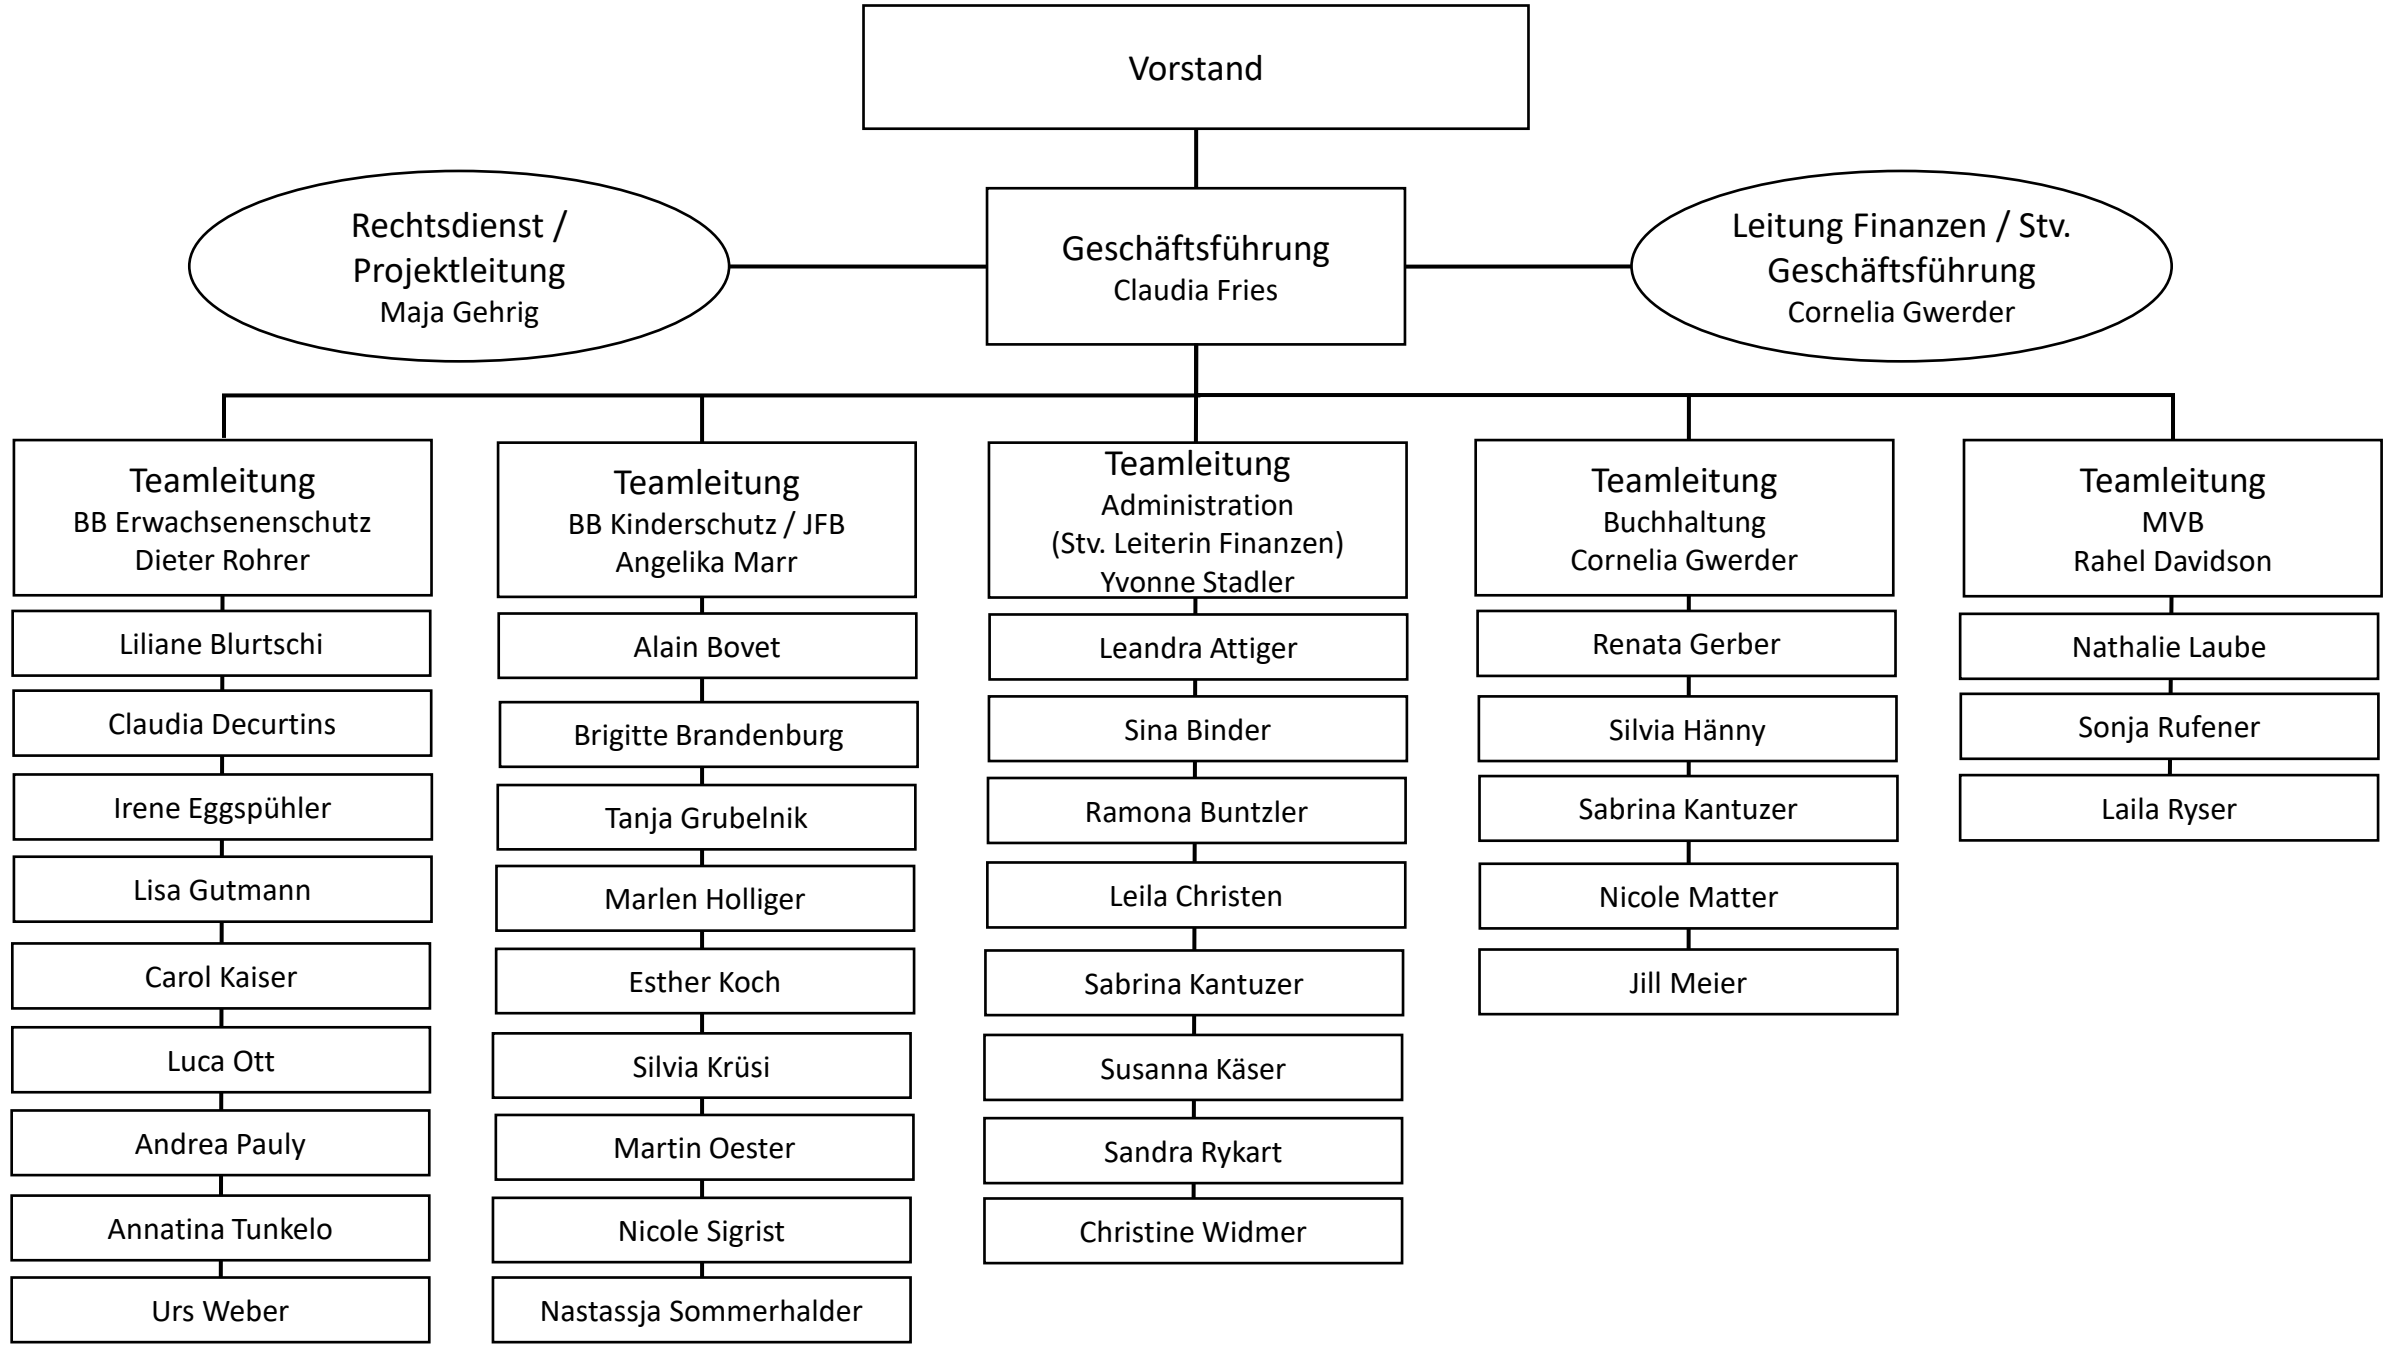 Vorstand
Rechtsdienst /
Projektleitung
Maja Gehrig
Geschäftsführung
Claudia Fries
Leitung Finanzen / Stv.
Geschäftsführung
Cornelia Gwerder
Teamleitung
BB Erwachsenenschutz
Dieter Rohrer
Liliane Blurtschi
Claudia Decurtins
Irene Eggspühler
Lisa Gutmann
Carol Kaiser
Luca Ott
Andrea Pauly
Annatina Tunkelo
Urs Weber
Teamleitung
BB Kinderschutz / JFB
Angelika Marr
Alain Bovet
Brigitte Brandenburg
Tanja Grubelnik
Marlen Holliger
Esther Koch
Silvia Krüsi
Martin Oester
Nicole Sigrist
Nastassja Sommerhalder
Teamleitung
Administration
(Stv. Leiterin Finanzen)
Yvonne Stadler
Leandra Attiger
Sina Binder
Ramona Buntzler
Leila Christen
Sabrina Kantuzer
Susanna Käser
Sandra Rykart
Christine Widmer
Teamleitung
Buchhaltung
Cornelia Gwerder
Renata Gerber
Silvia Hänny
Sabrina Kantuzer
Nicole Matter
Jill Meier
Teamleitung
MVB
Rahel Davidson
Nathalie Laube
Sonja Rufener
Laila Ryser